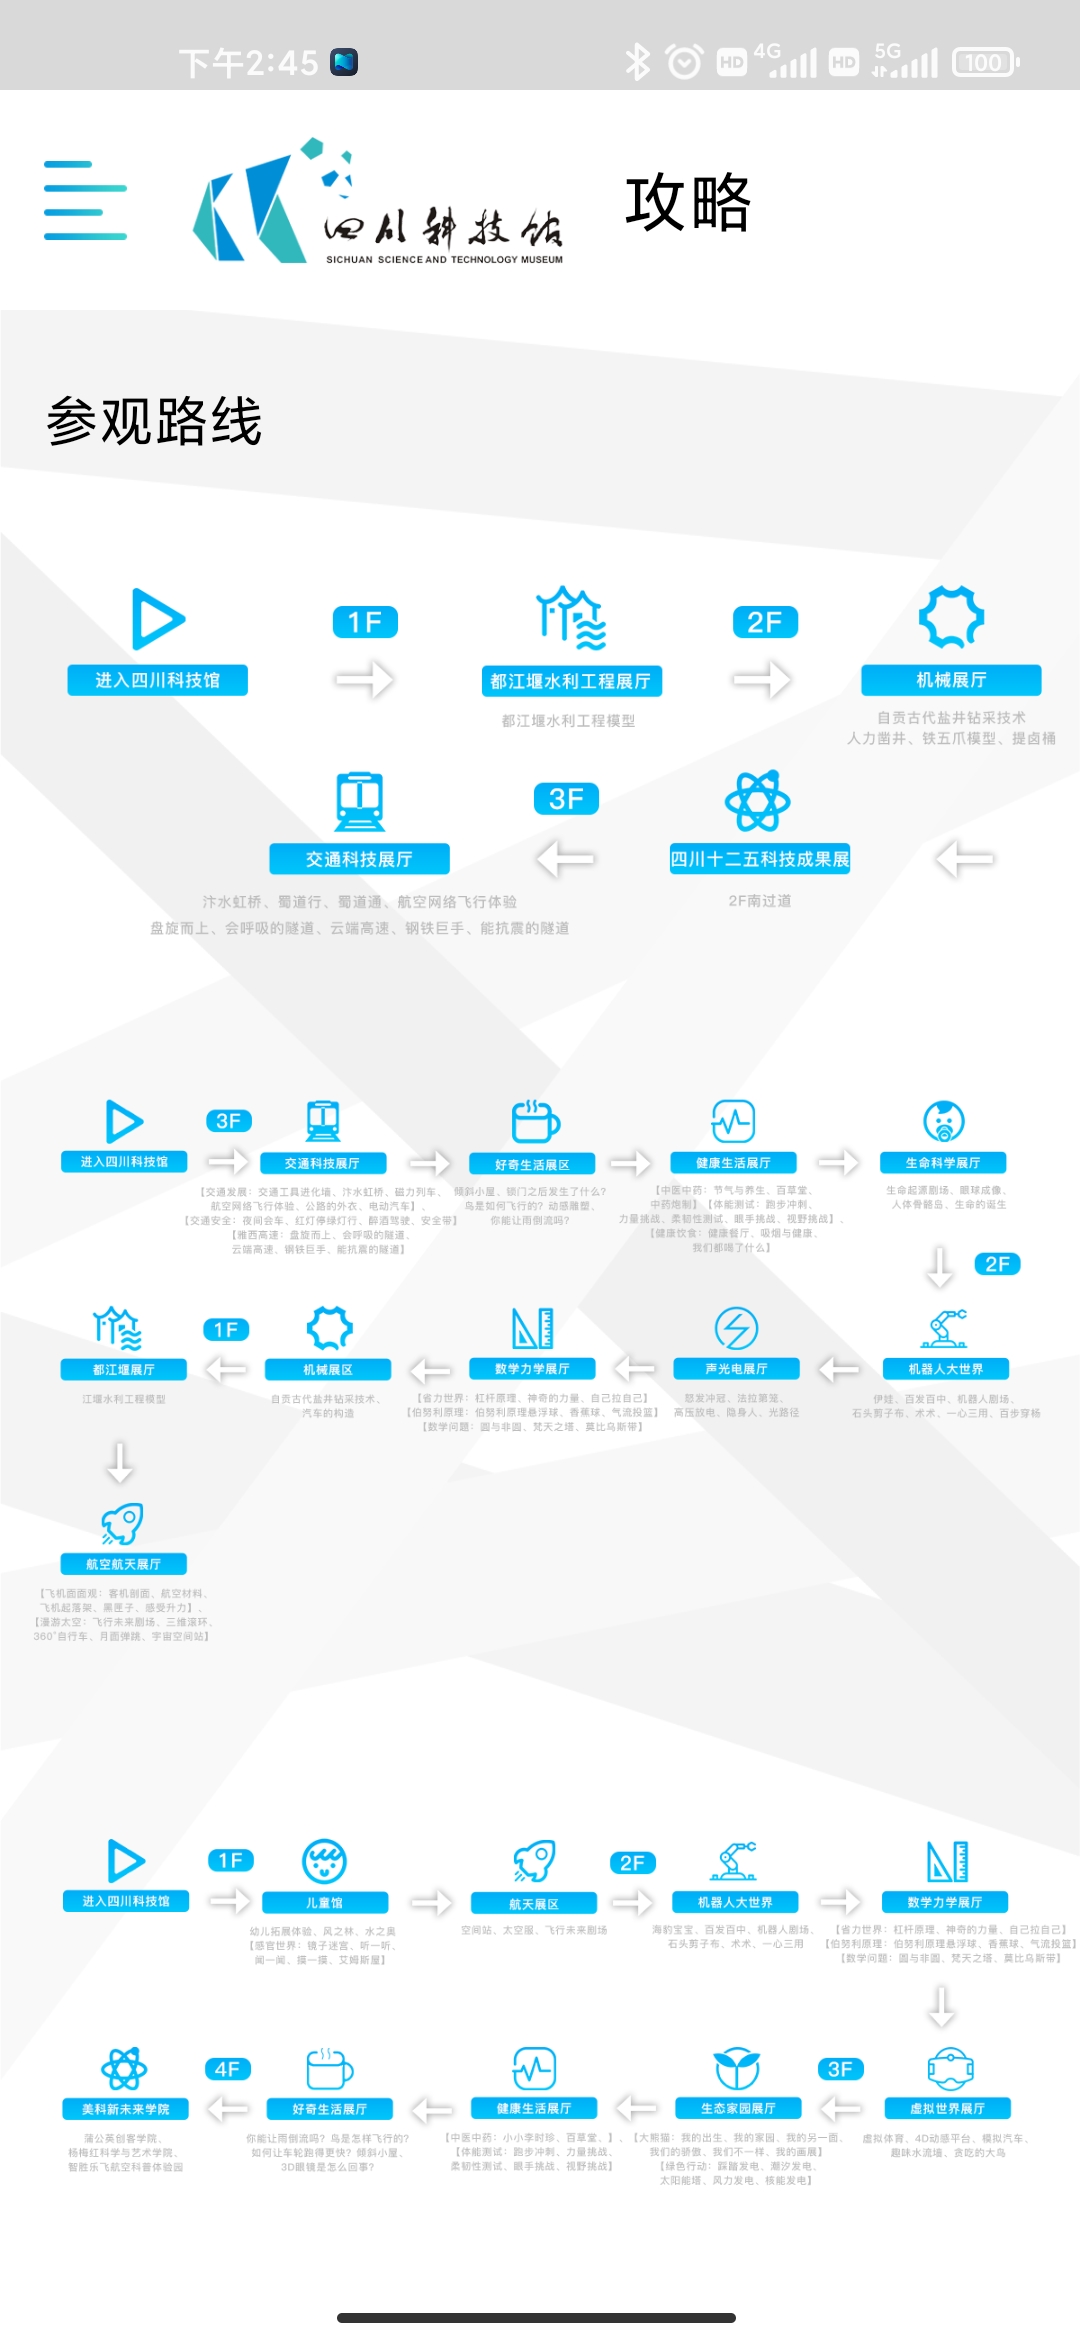 下午2:45
HD 4G HD 5G 100
四川科技馆
SICHUAN SCIENCE AND TECHNOLOGY MUSEUM
攻略
参观路线
1F 2F
进入四川科技馆 都江堰水利工程展厅 机械展厅
都江堰水利工程模型
自贡古代盐井钻采技术
人力凿井、铁五爪模型、提卤桶
3F
交通科技展厅 四川十二五科技成果展
汴水虹桥、蜀道行、蜀道通、航空网络飞行体验
盘旋而上、会呼吸的隧道、云端高速、钢铁巨手、能抗震的隧道
2F南过道
3F
进入四川科技馆 交通科技展厅 好奇生活展区 健康生活展厅 生命科学展厅
【交通发展：交通工具进化墙、汴水虹桥、磁力列车、
航空网络飞行体验、公路的外衣、电动汽车】、
【交通安全：夜间会车、红灯停绿灯行、醉酒驾驶、安全带】
【雅西高速：盘旋而上、会呼吸的隧道、
云端高速、钢铁巨手、能抗震的隧道】
倾斜小屋、锁门之后发生了什么？
鸟是如何飞行的？动感雕塑、
你能让雨倒流吗？
【中医中药：节气与养生、百草堂、
中药炮制】【体能测试：跑步冲刺、
力量挑战、柔韧性测试、眼手挑战、视野挑战】、
【健康饮食：健康餐厅、吸烟与健康、
我们都喝了什么】
生命起源剧场、眼球成像、
人体骨骼岛、生命的诞生
2F
1F
都江堰展厅 机械展区 数学力学展厅 声光电展厅 机器人大世界
江堰水利工程模型
自贡古代盐井钻采技术、
汽车的构造
【省力世界：杠杆原理、神奇的力量、自己拉自己】
【伯努利原理：伯努利原理悬浮球、香蕉球、气流投篮】
【数学问题：圆与非圆、梵天之塔、莫比乌斯带】
怒发冲冠、法拉第笼、
高压放电、隐身人、光路径
伊娃、百发百中、机器人剧场、
石头剪子布、木木、一心三用、百步穿杨
航空航天展厅
【飞机面面观：客机剖面、航空材料、
飞机起落架、黑匣子、感受升力】、
【漫游太空：飞行未来剧场、三维滚环、
360°自行车、月面弹跳、宇宙空间站】
1F 2F
进入四川科技馆 儿童馆 航天展区 机器人大世界 数学力学展厅
幼儿拓展体验、风之林、水之奥
【感官世界：镜子迷宫、听一听、
闻一闻、摸一摸、艾姆斯屋】
空间站、太空服、飞行未来剧场
海豹宝宝、百发百中、机器人剧场、
石头剪子布、木木、一心三用
【省力世界：杠杆原理、神奇的力量、自己拉自己】
【伯努利原理：伯努利原理悬浮球、香蕉球、气流投篮】
【数学问题：圆与非圆、梵天之塔、莫比乌斯带】
4F 3F
美科新未来学院 好奇生活展厅 健康生活展厅 生态家园展厅 虚拟世界展厅
蒲公英创客学院、
杨梅红科学与艺术学院、
智胜乐飞航空科普体验园
你能让雨倒流吗？鸟是怎样飞行的？
如何让车轮跑得更快？倾斜小屋、
3D眼镜是怎么回事？
【中医中药：小小李时珍、百草堂、】、
【体能测试：跑步冲刺、力量挑战、
柔韧性测试、眼手挑战、视野挑战】
【大熊猫：我的出生、我的家园、我的另一面、
我们的骄傲、我们不一样、我的画展】
【绿色行动：踩踏发电、潮汐发电、
太阳能塔、风力发电、核能发电】
虚拟体育、4D动感平台、模拟汽车、
趣味水流墙、贪吃的大鸟